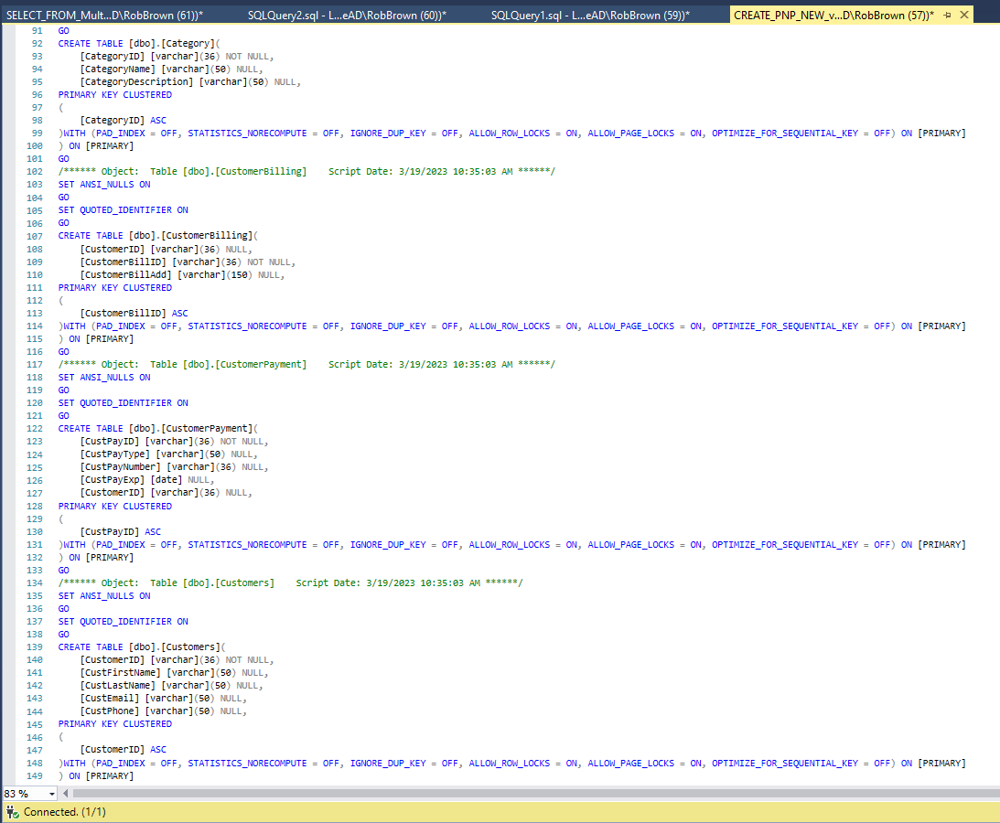 SELECT_FROM_Mult...D\RobBrown (61))* SQLQuery2.sql - L...eAD\RobBrown (60))* SQLQuery1.sql - L...eAD\RobBrown (59))* CREATE_PNP_NEW_v...D\RobBrown (57))*
91 GO
92 CREATE TABLE [dbo].[Category](
93 [CategoryID] [varchar](36) NOT NULL,
94 [CategoryName] [varchar](50) NULL,
95 [CategoryDescription] [varchar](50) NULL,
96 PRIMARY KEY CLUSTERED
97 (
98 [CategoryID] ASC
99 )WITH (PAD_INDEX = OFF, STATISTICS_NORECOMPUTE = OFF, IGNORE_DUP_KEY = OFF, ALLOW_ROW_LOCKS = ON, ALLOW_PAGE_LOCKS = ON, OPTIMIZE_FOR_SEQUENTIAL_KEY = OFF) ON [PRIMARY]
100 ) ON [PRIMARY]
101 GO
102 /****** Object:  Table [dbo].[CustomerBilling]    Script Date: 3/19/2023 10:35:03 AM ******/
103 SET ANSI_NULLS ON
104 GO
105 SET QUOTED_IDENTIFIER ON
106 GO
107 CREATE TABLE [dbo].[CustomerBilling](
108 [CustomerID] [varchar](36) NULL,
109 [CustomerBillID] [varchar](36) NOT NULL,
110 [CustomerBillAdd] [varchar](150) NULL,
111 PRIMARY KEY CLUSTERED
112 (
113 [CustomerBillID] ASC
114 )WITH (PAD_INDEX = OFF, STATISTICS_NORECOMPUTE = OFF, IGNORE_DUP_KEY = OFF, ALLOW_ROW_LOCKS = ON, ALLOW_PAGE_LOCKS = ON, OPTIMIZE_FOR_SEQUENTIAL_KEY = OFF) ON [PRIMARY]
115 ) ON [PRIMARY]
116 GO
117 /****** Object:  Table [dbo].[CustomerPayment]    Script Date: 3/19/2023 10:35:03 AM ******/
118 SET ANSI_NULLS ON
119 GO
120 SET QUOTED_IDENTIFIER ON
121 GO
122 CREATE TABLE [dbo].[CustomerPayment](
123 [CustPayID] [varchar](36) NOT NULL,
124 [CustPayType] [varchar](50) NULL,
125 [CustPayNumber] [varchar](36) NULL,
126 [CustPayExp] [date] NULL,
127 [CustomerID] [varchar](36) NULL,
128 PRIMARY KEY CLUSTERED
129 (
130 [CustPayID] ASC
131 )WITH (PAD_INDEX = OFF, STATISTICS_NORECOMPUTE = OFF, IGNORE_DUP_KEY = OFF, ALLOW_ROW_LOCKS = ON, ALLOW_PAGE_LOCKS = ON, OPTIMIZE_FOR_SEQUENTIAL_KEY = OFF) ON [PRIMARY]
132 ) ON [PRIMARY]
133 GO
134 /****** Object:  Table [dbo].[Customers]    Script Date: 3/19/2023 10:35:03 AM ******/
135 SET ANSI_NULLS ON
136 GO
137 SET QUOTED_IDENTIFIER ON
138 GO
139 CREATE TABLE [dbo].[Customers](
140 [CustomerID] [varchar](36) NOT NULL,
141 [CustFirstName] [varchar](50) NULL,
142 [CustLastName] [varchar](50) NULL,
143 [CustEmail] [varchar](50) NULL,
144 [CustPhone] [varchar](50) NULL,
145 PRIMARY KEY CLUSTERED
146 (
147 [CustomerID] ASC
148 )WITH (PAD_INDEX = OFF, STATISTICS_NORECOMPUTE = OFF, IGNORE_DUP_KEY = OFF, ALLOW_ROW_LOCKS = ON, ALLOW_PAGE_LOCKS = ON, OPTIMIZE_FOR_SEQUENTIAL_KEY = OFF) ON [PRIMARY]
149 ) ON [PRIMARY]
83 %
Connected. (1/1)